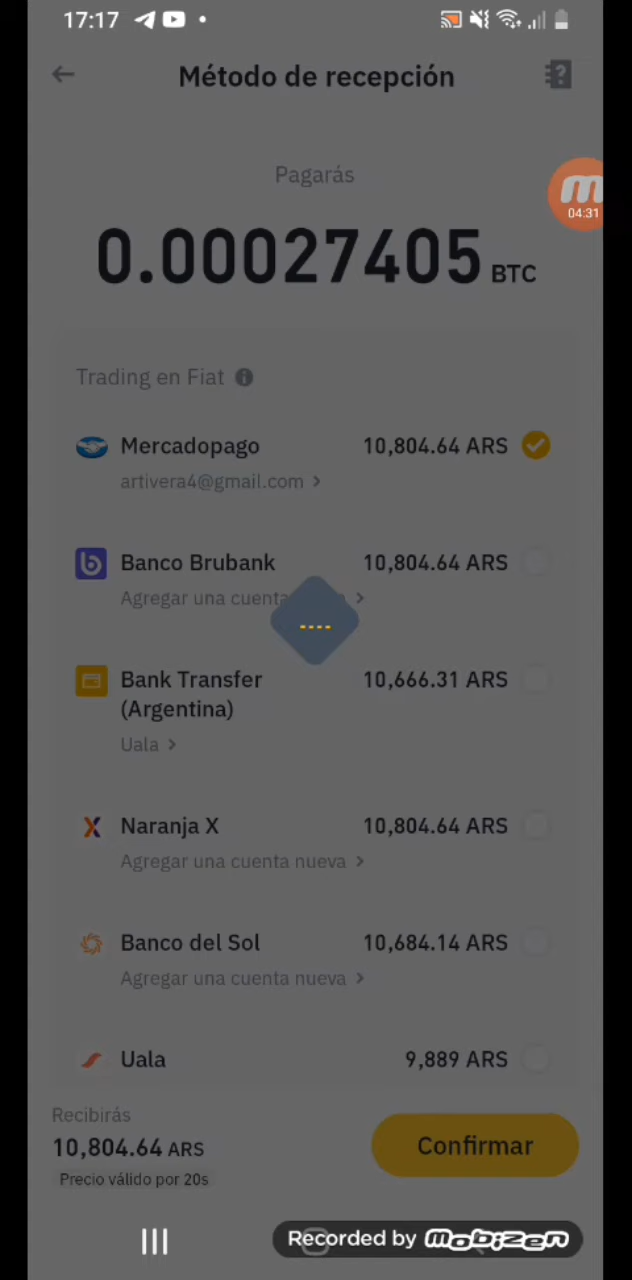 17:17
Método de recepción
Pagarás
04:31
0.00027405 BTC
Trading en Fiat
Mercadopago 10,804.64 ARS
artivera4@gmail.com >
Banco Brubank 10,804.64 ARS
Agregar una cuenta >
Bank Transfer 10,666.31 ARS
(Argentina)
Uala >
Naranja X 10,804.64 ARS
Agregar una cuenta nueva >
Banco del Sol 10,684.14 ARS
Agregar una cuenta nueva >
Uala 9,889 ARS
Recibirás
10,804.64 ARS
Confirmar
Precio válido por 20s
Recorded by mobizen